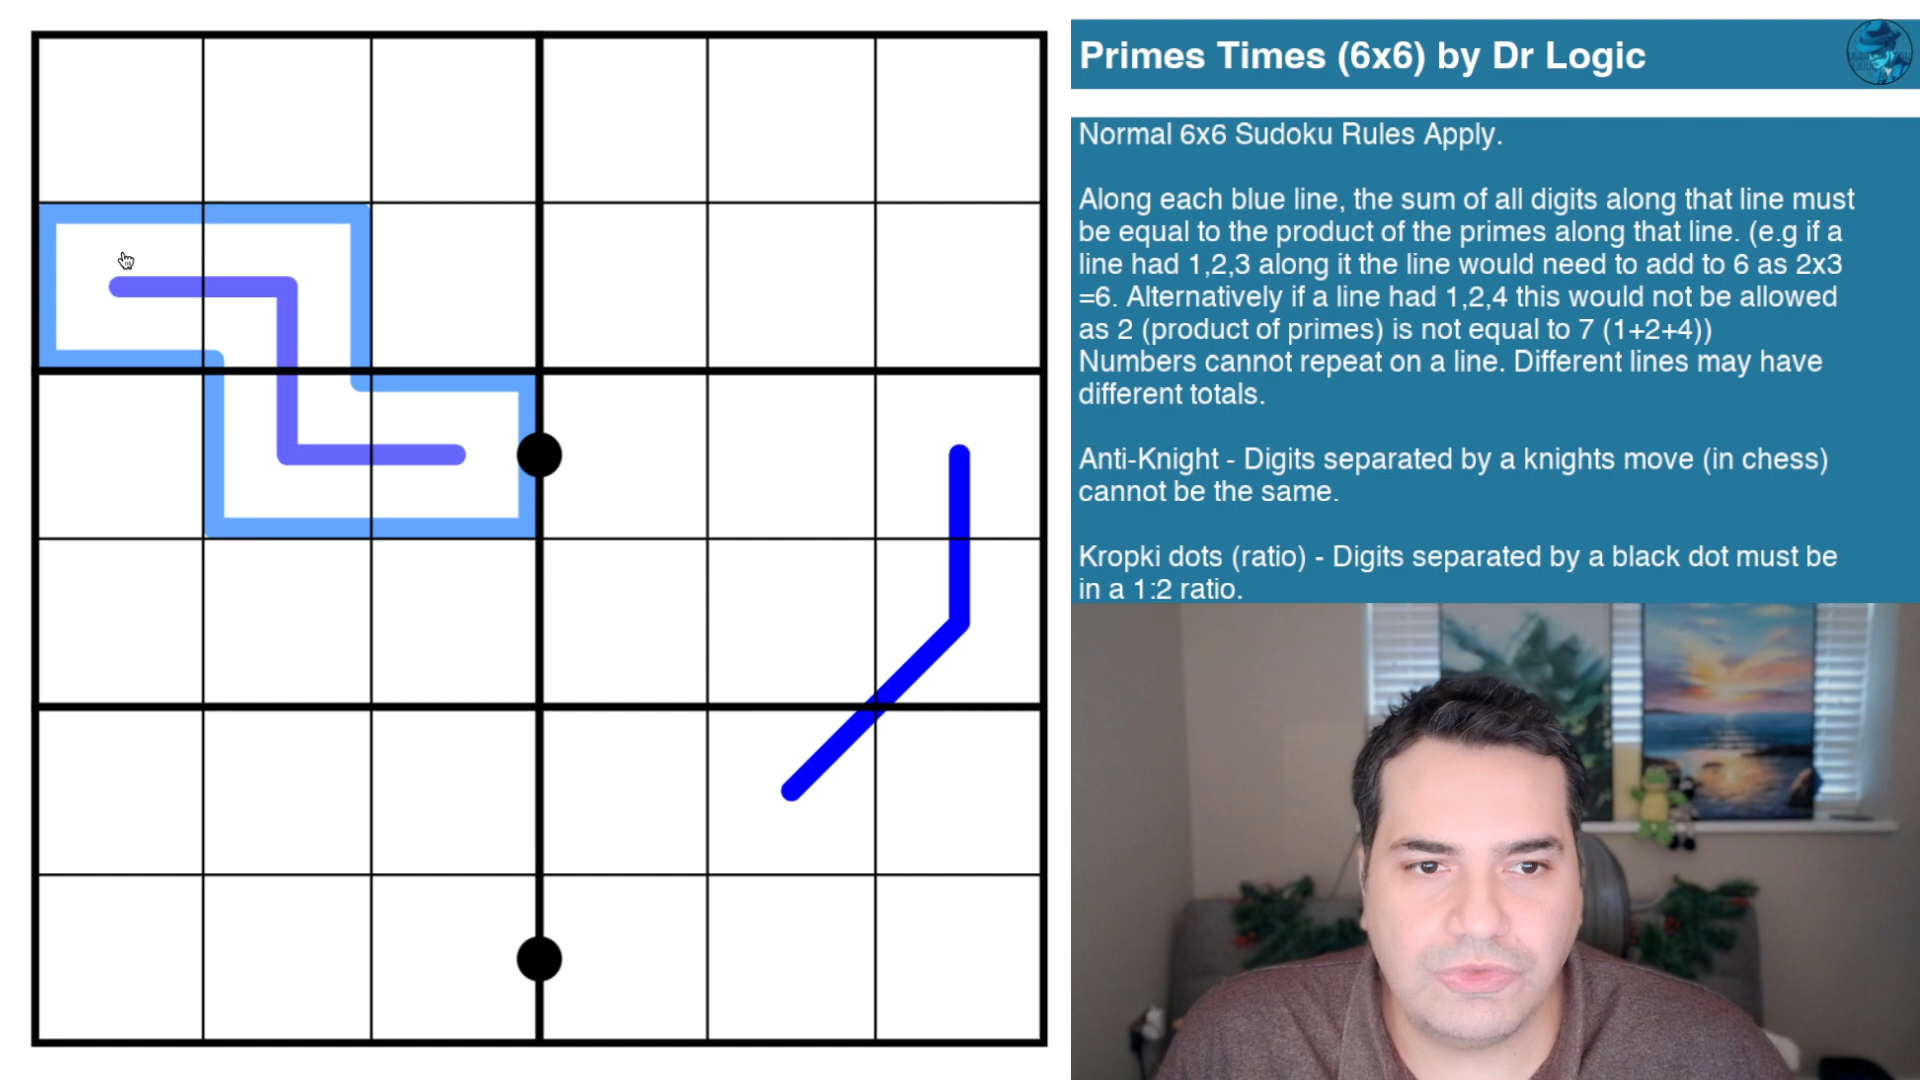 Primes Times (6x6) by Dr Logic
Normal 6x6 Sudoku Rules Apply.
Along each blue line, the sum of all digits along that line must
be equal to the product of the primes along that line. (e.g if a
line had 1,2,3 along it the line would need to add to 6 as 2x3
=6. Alternatively if a line had 1,2,4 this would not be allowed
as 2 (product of primes) is not equal to 7 (1+2+4))
Numbers cannot repeat on a line. Different lines may have
different totals.
Anti-Knight - Digits separated by a knights move (in chess)
cannot be the same.
Kropki dots (ratio) - Digits separated by a black dot must be
in a 1:2 ratio.